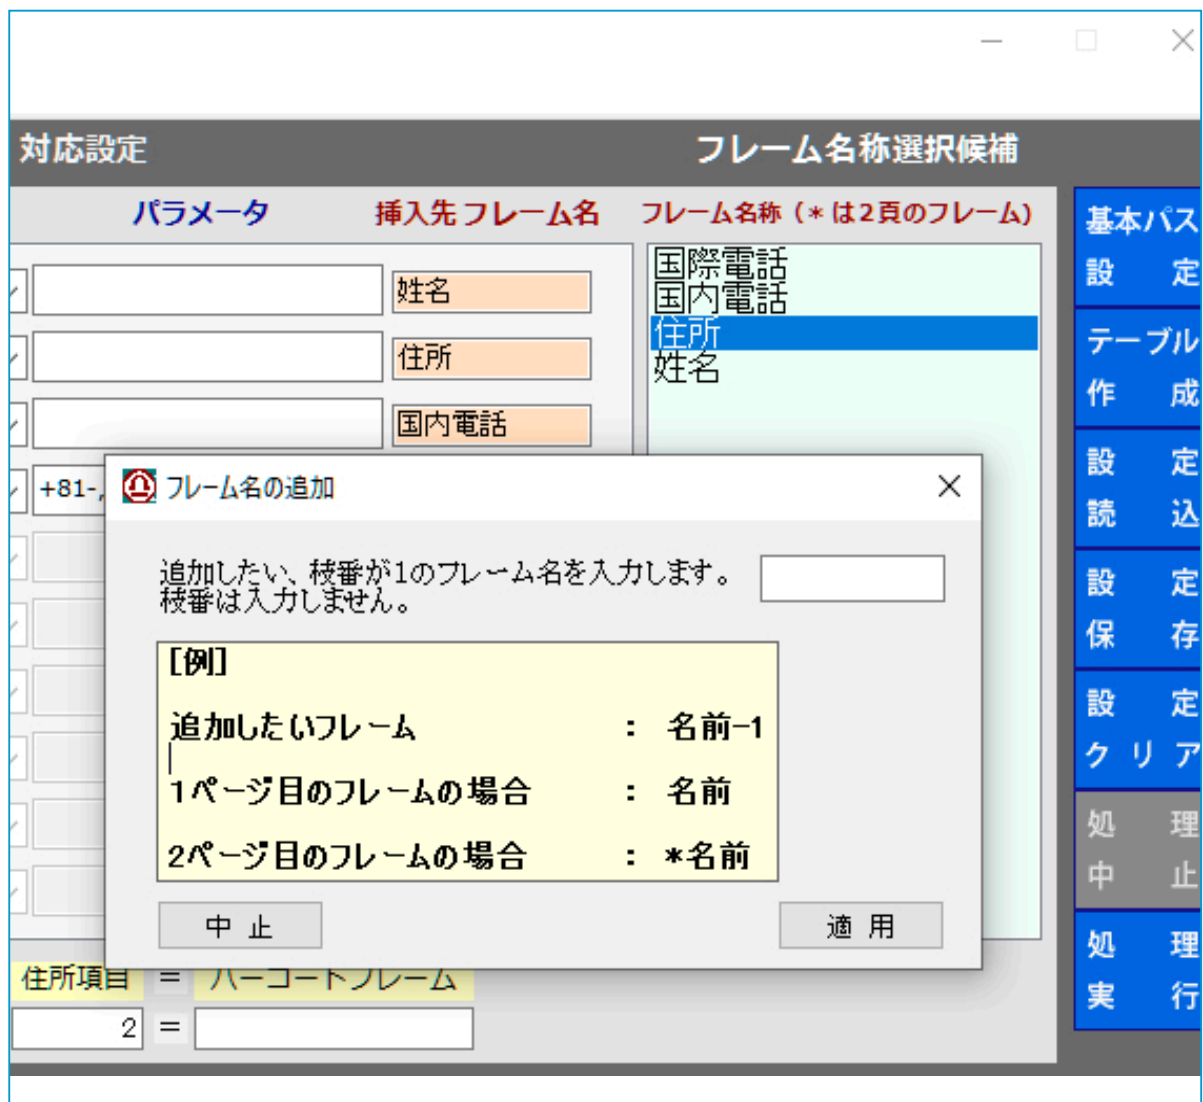 対応設定
フレーム名称選択候補
パラメータ
挿入先フレーム名
フレーム名称（＊は２頁のフレーム）
姓名
住所
国内電話
+81-,
国際電話
国内電話
住所
姓名
基本パス
設 定
テーブル
作 成
設 定
読 込
設 定
保 存
設 定
クリア
処 理
中 止
処 理
実 行
フレーム名の追加
追加したい、枝番が1のフレーム名を入力します。
枝番は入力しません。
[例]
追加したいフレーム ： 名前-1
1ページ目のフレームの場合 ： 名前
2ページ目のフレームの場合 ： *名前
中 止
適 用
住所項目 ＝ バーコードフレーム
2 ＝